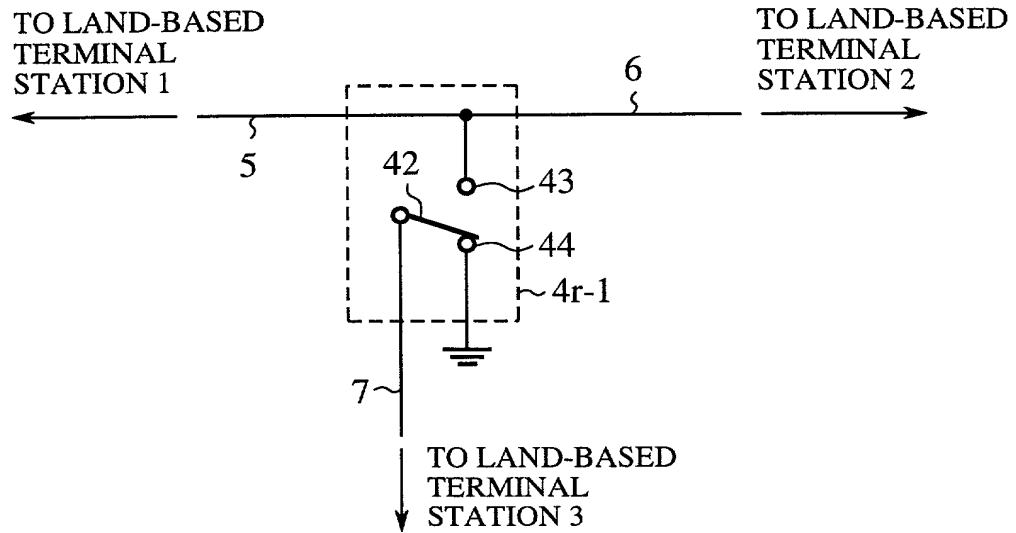 TO LAND-BASED
TERMINAL
STATION 1
TO LAND-BASED
TERMINAL
STATION 2
6
5
42
43
44
4r-1
7
TO LAND-BASED
TERMINAL
STATION 3